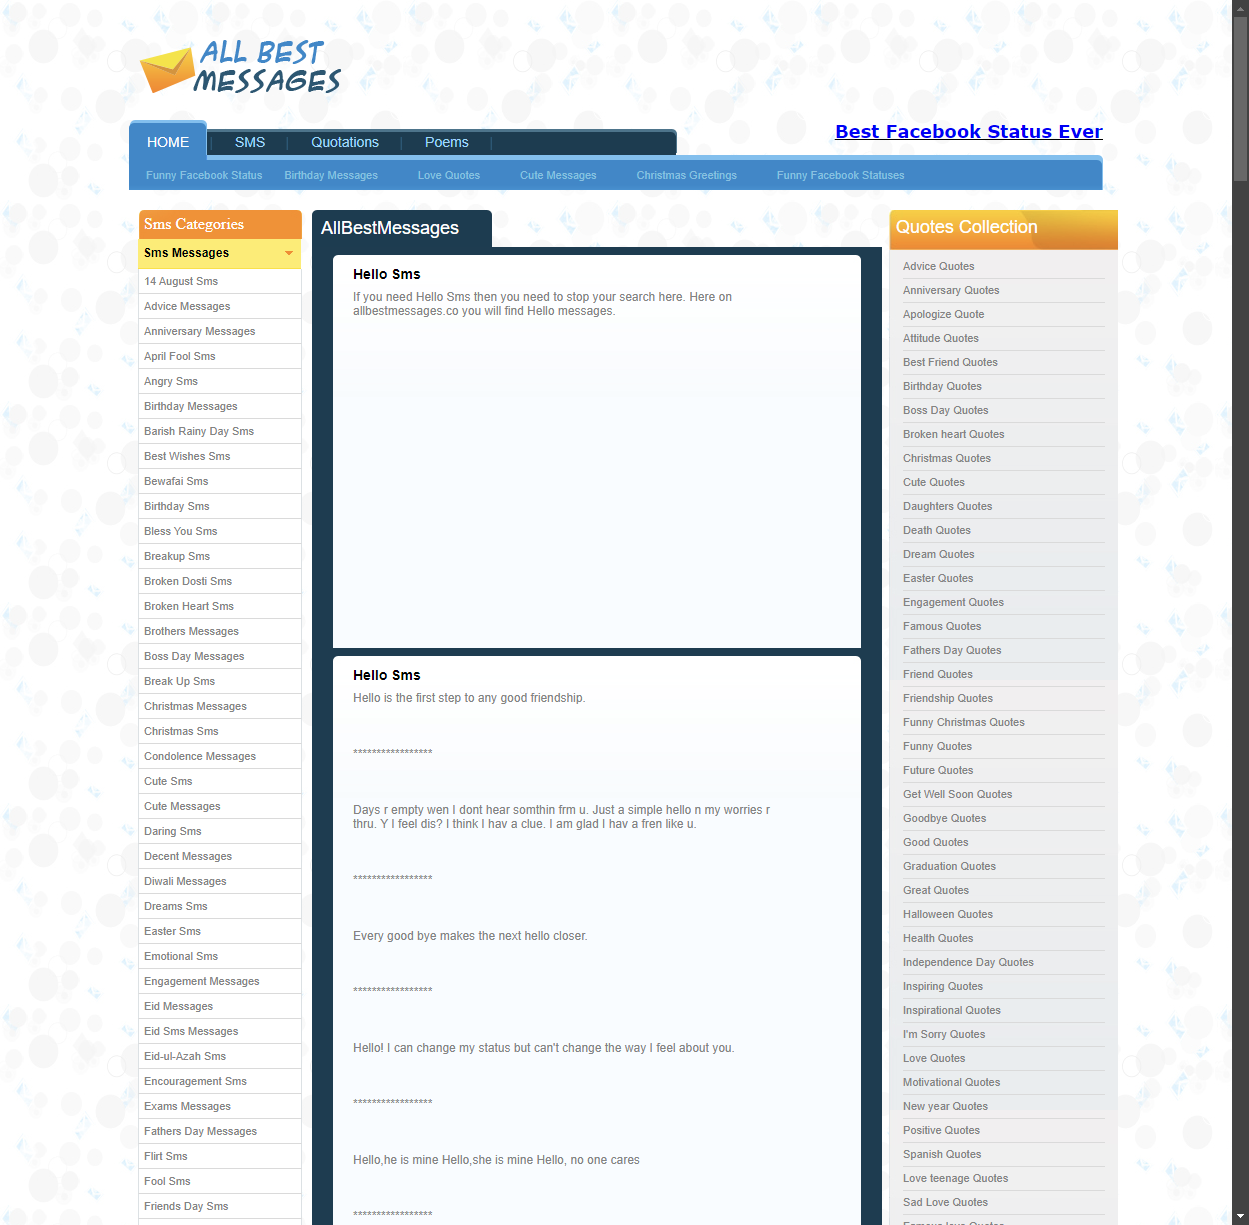 ALL BEST
MESSAGES
HOME
SMS
Quotations
Poems
Best Facebook Status Ever
Funny Facebook Status
Birthday Messages
Love Quotes
Cute Messages
Christmas Greetings
Funny Facebook Statuses
Sms Categories
Sms Messages
14 August Sms
Advice Messages
Anniversary Messages
April Fool Sms
Angry Sms
Birthday Messages
Barish Rainy Day Sms
Best Wishes Sms
Bewafai Sms
Birthday Sms
Bless You Sms
Breakup Sms
Broken Dosti Sms
Broken Heart Sms
Brothers Messages
Boss Day Messages
Break Up Sms
Christmas Messages
Christmas Sms
Condolence Messages
Cute Sms
Cute Messages
Daring Sms
Decent Messages
Diwali Messages
Dreams Sms
Easter Sms
Emotional Sms
Engagement Messages
Eid Messages
Eid Sms Messages
Eid-ul-Azah Sms
Encouragement Sms
Exams Messages
Fathers Day Messages
Flirt Sms
Fool Sms
Friends Day Sms
AllBestMessages
Hello Sms
If you need Hello Sms then you need to stop your search here. Here on
allbestmessages.co you will find Hello messages.
Hello Sms
Hello is the first step to any good friendship.
*****************
Days r empty wen I dont hear somthin frm u. Just a simple hello n my worries r
thru. Y I feel dis? I think I hav a clue. I am glad I hav a fren like u.
*****************
Every good bye makes the next hello closer.
*****************
Hello! I can change my status but can't change the way I feel about you.
*****************
Hello,he is mine Hello,she is mine Hello, no one cares
*****************
Quotes Collection
Advice Quotes
Anniversary Quotes
Apologize Quote
Attitude Quotes
Best Friend Quotes
Birthday Quotes
Boss Day Quotes
Broken heart Quotes
Christmas Quotes
Cute Quotes
Daughters Quotes
Death Quotes
Dream Quotes
Easter Quotes
Engagement Quotes
Famous Quotes
Fathers Day Quotes
Friend Quotes
Friendship Quotes
Funny Christmas Quotes
Funny Quotes
Future Quotes
Get Well Soon Quotes
Goodbye Quotes
Good Quotes
Graduation Quotes
Great Quotes
Halloween Quotes
Health Quotes
Independence Day Quotes
Inspiring Quotes
Inspirational Quotes
I'm Sorry Quotes
Love Quotes
Motivational Quotes
New year Quotes
Positive Quotes
Spanish Quotes
Love teenage Quotes
Sad Love Quotes
Famous love Quotes